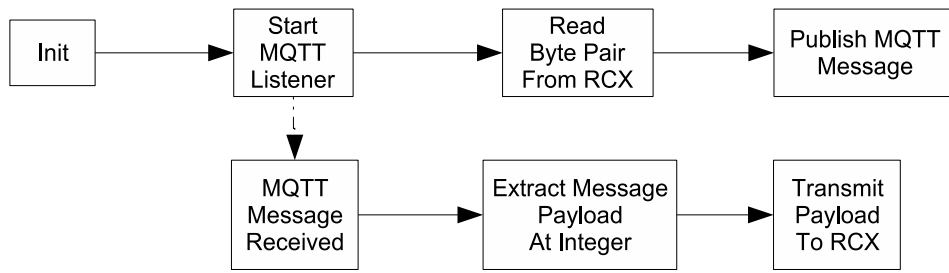 Init
Start
MQTT
Listener
Read
Byte Pair
From RCX
Publish MQTT
Message
MQTT
Message
Received
Extract Message
Payload
At Integer
Transmit
Payload
To RCX